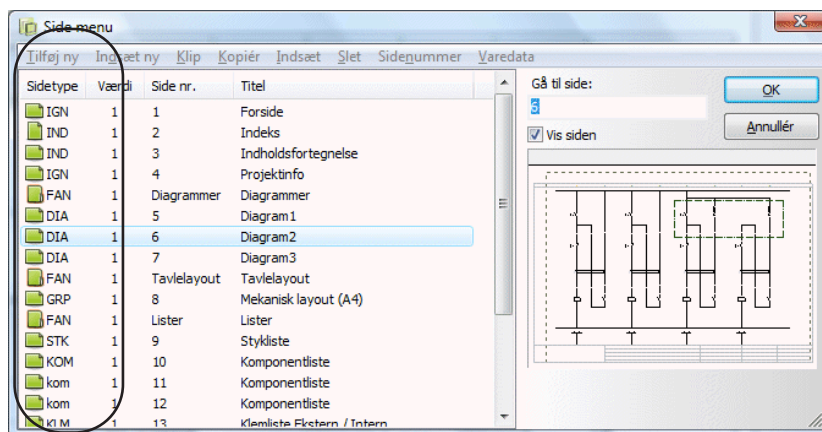 Side menu
Tilføj ny Indsæt ny Klip Kopiér Indsæt Slet Sidenummer Varedata
Sidetype Værdi Side nr. Titel
IGN 1 1 Forside
IND 1 2 Indeks
IND 1 3 Indholdsfortegnelse
IGN 1 4 Projektinfo
FAN 1 Diagrammer Diagrammer
DIA 1 5 Diagram1
DIA 1 6 Diagram2
DIA 1 7 Diagram3
FAN 1 Tavlelayout Tavlelayout
GRP 1 8 Mekanisk layout (A4)
FAN 1 Lister Lister
STK 1 9 Stykliste
KOM 1 10 Komponentliste
kom 1 11 Komponentliste
kom 1 12 Komponentliste
KLM 1 13 Klemliste Ekstern / Intern
Gå til side:
6
Vis siden
OK
Annullér